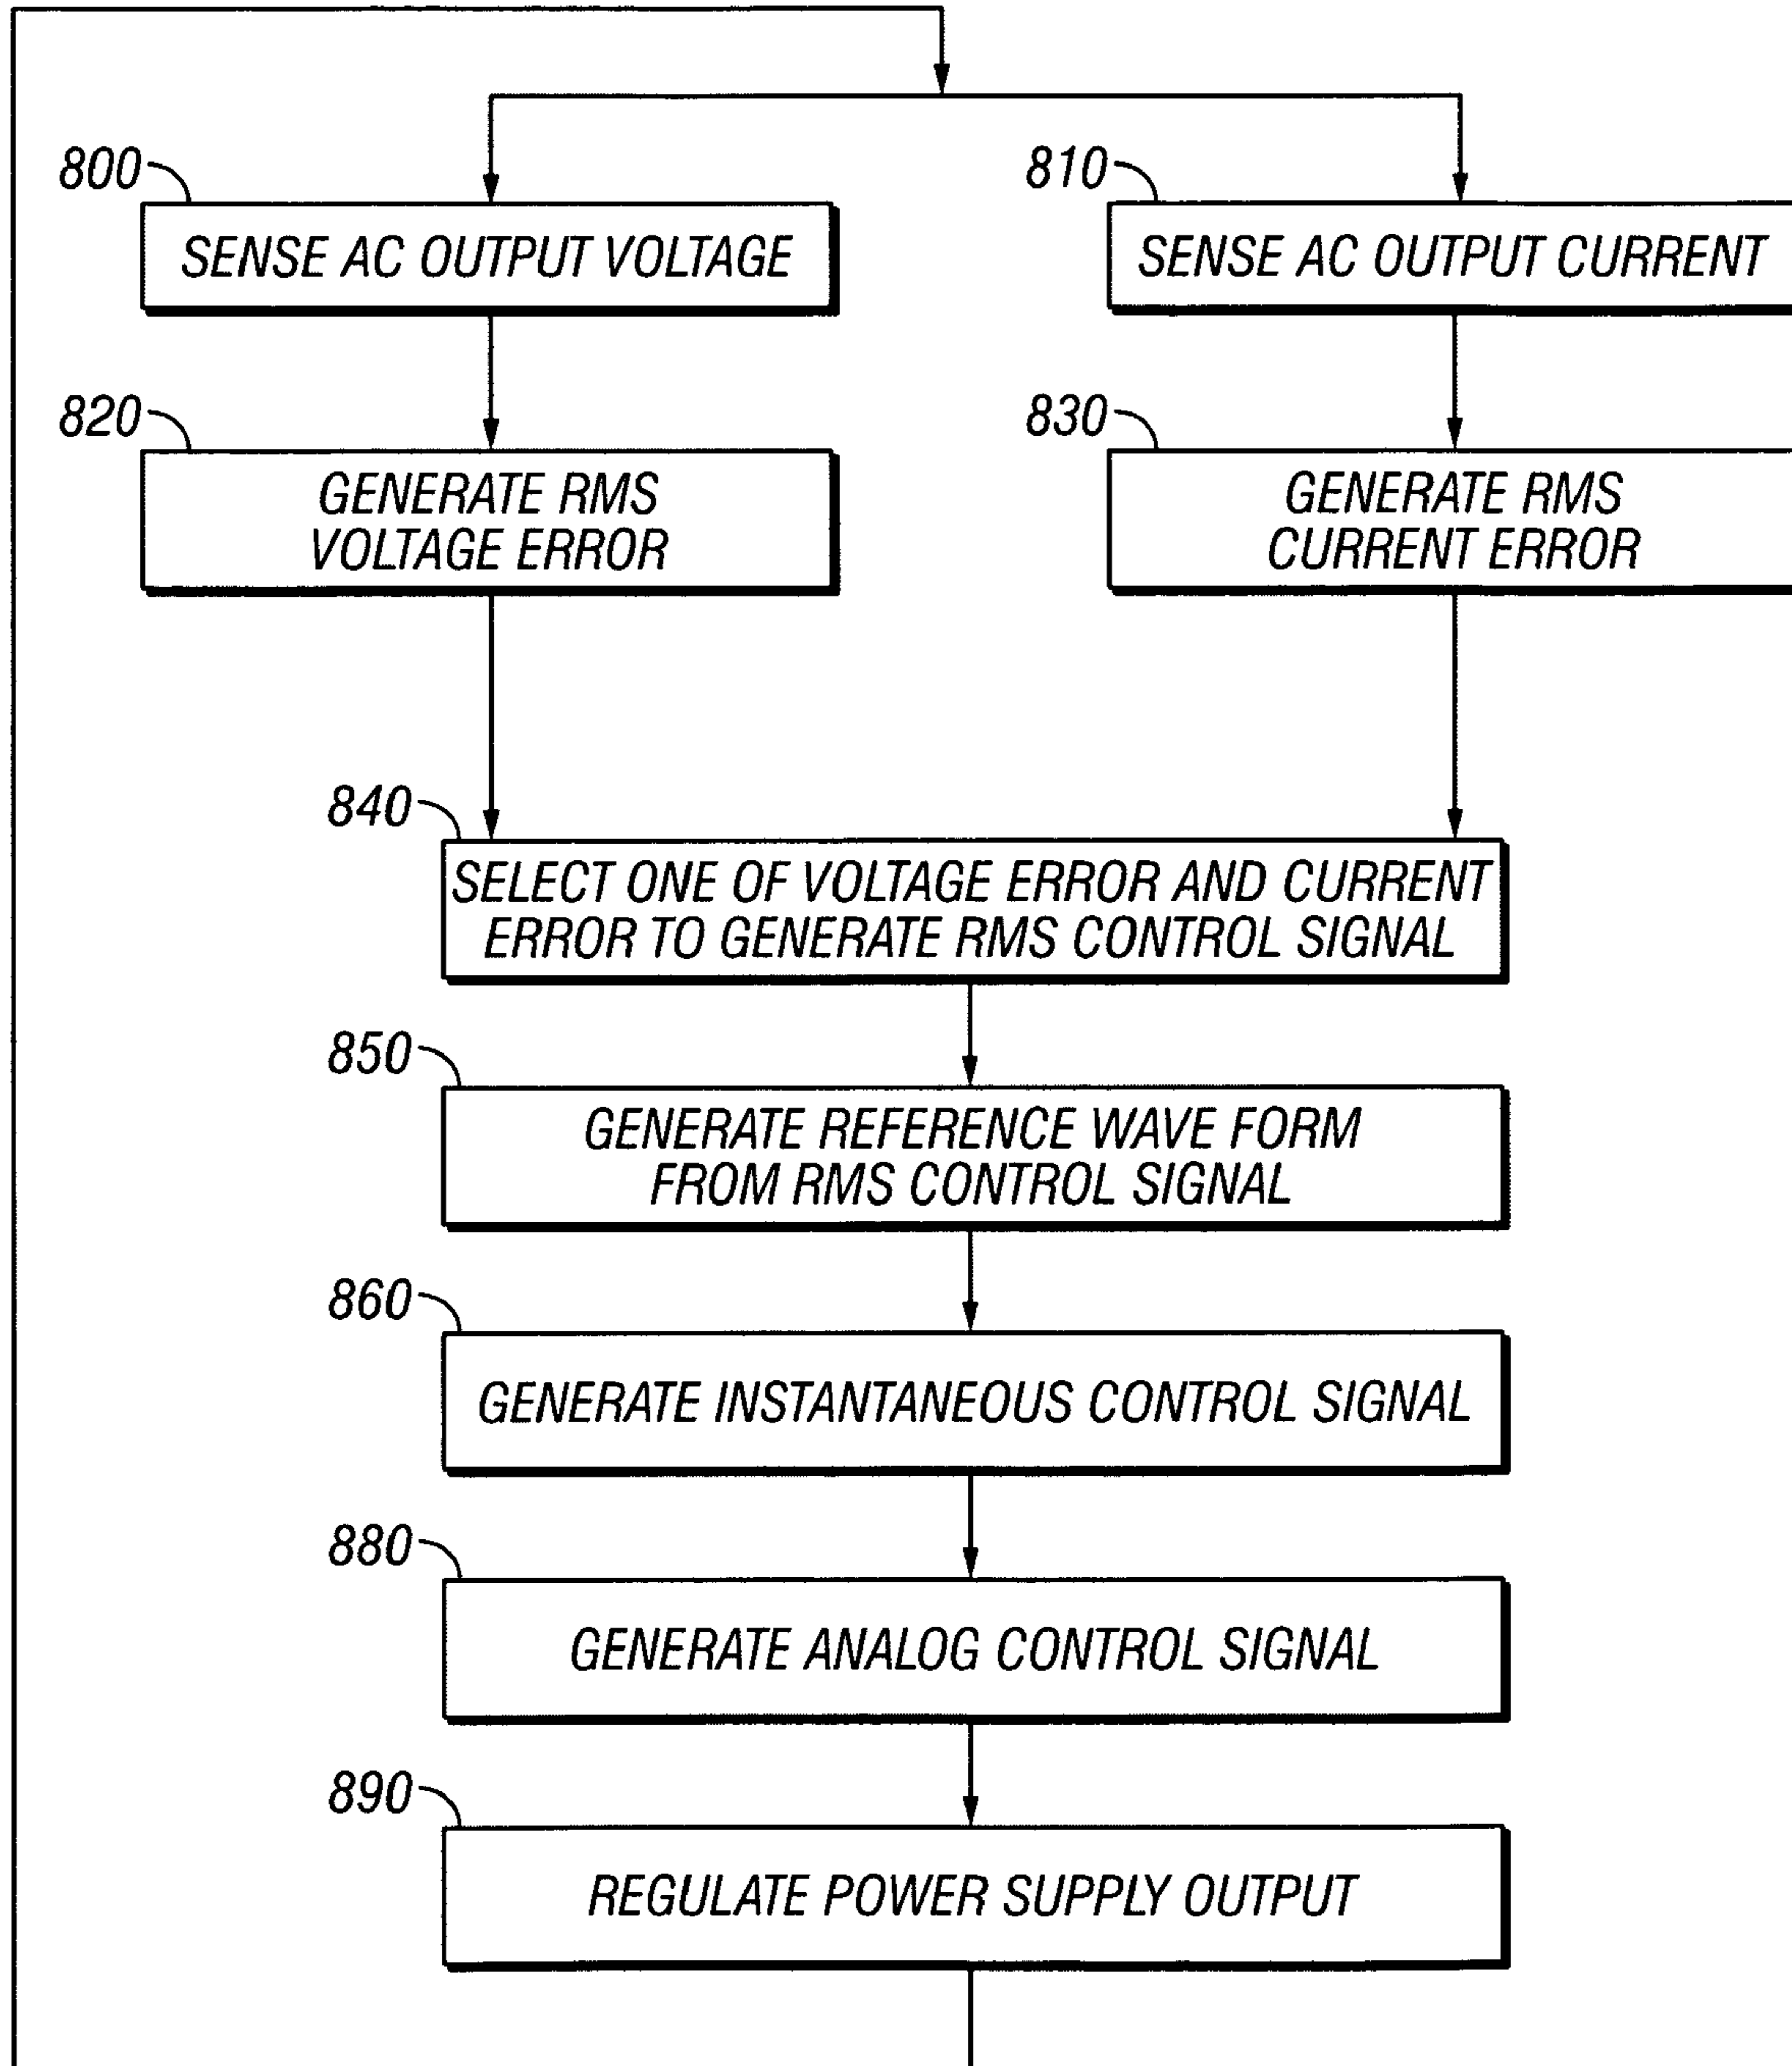 800
SENSE AC OUTPUT VOLTAGE
810
SENSE AC OUTPUT CURRENT
820
GENERATE RMS
VOLTAGE ERROR
830
GENERATE RMS
CURRENT ERROR
840
SELECT ONE OF VOLTAGE ERROR AND CURRENT
ERROR TO GENERATE RMS CONTROL SIGNAL
850
GENERATE REFERENCE WAVE FORM
FROM RMS CONTROL SIGNAL
860
GENERATE INSTANTANEOUS CONTROL SIGNAL
880
GENERATE ANALOG CONTROL SIGNAL
890
REGULATE POWER SUPPLY OUTPUT